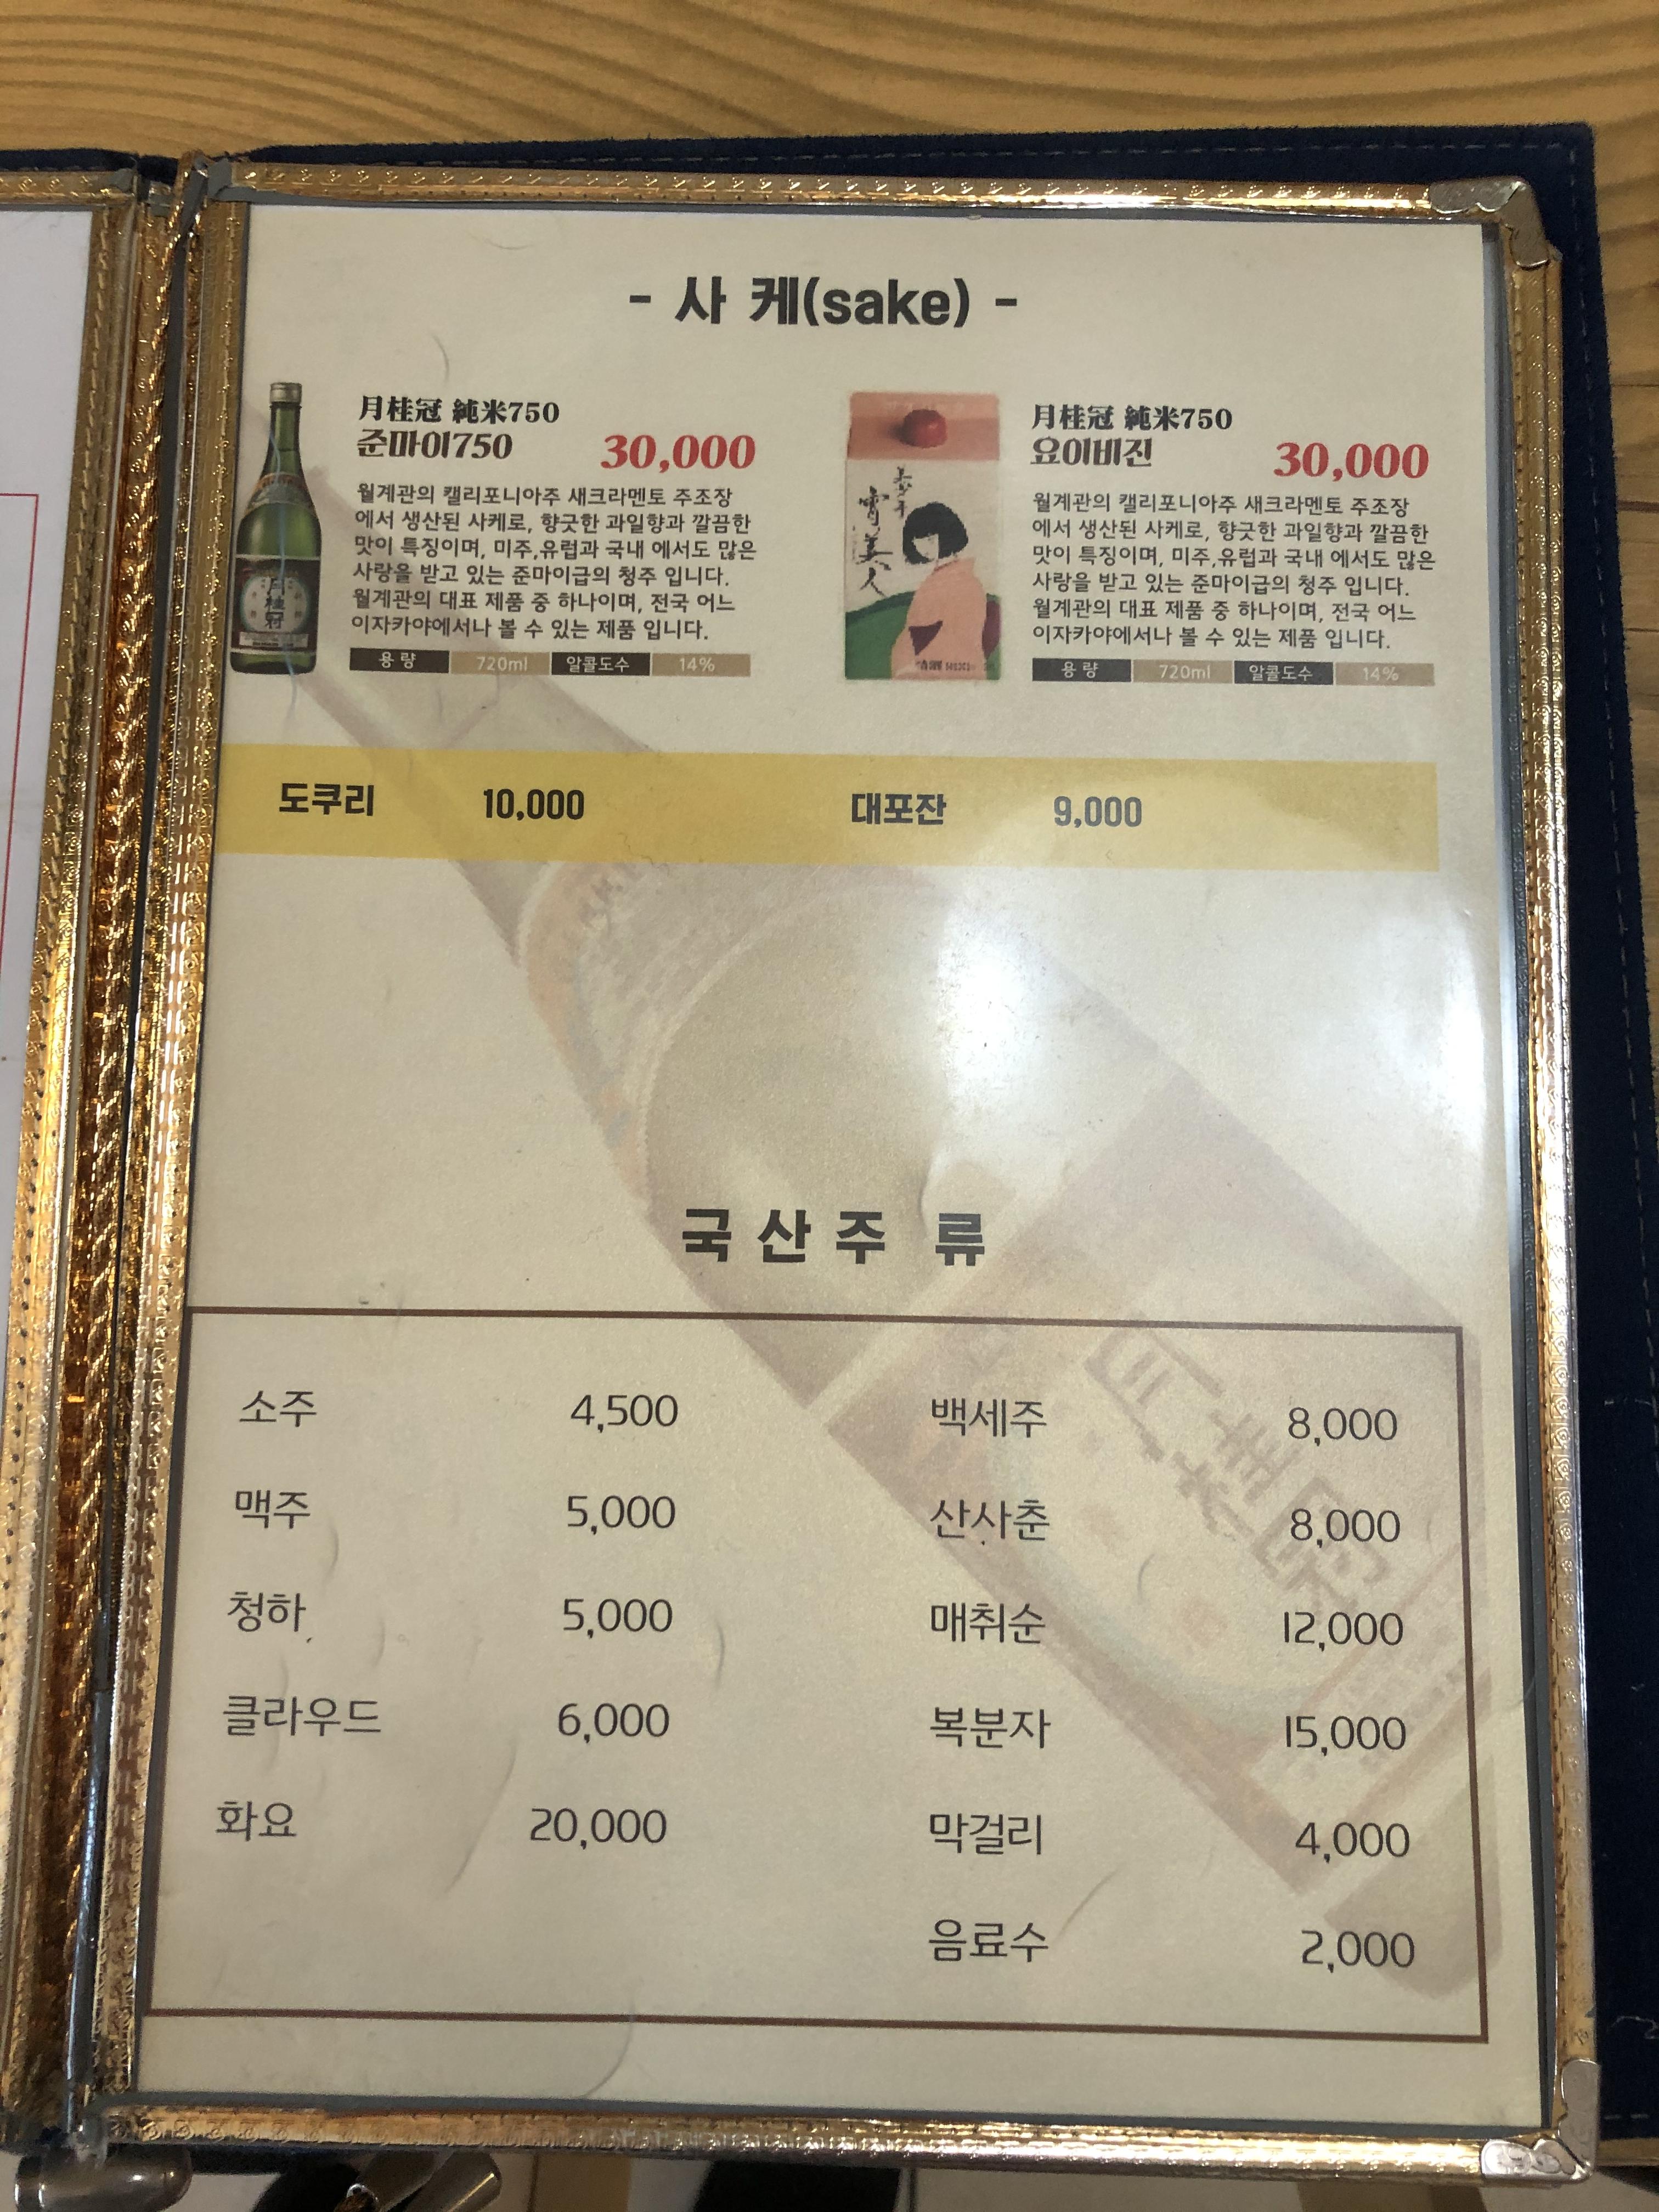 - 사 케(sake) -
月桂冠 純米750
준마이750 30,000
월계관의 캘리포니아주 새크라멘토 주조장
에서 생산된 사케로, 향긋한 과일향과 깔끔한
맛이 특징이며, 미주,유럽과 국내 에서도 많은
사랑을 받고 있는 준마이급의 청주 입니다.
월계관의 대표 제품 중 하나이며, 전국 어느
이자카야에서나 볼 수 있는 제품 입니다.
용 량 720ml 알콜도수 14%
月桂冠
月桂冠 純米750
요이비진 30,000
월계관의 캘리포니아주 새크라멘토 주조장
에서 생산된 사케로, 향긋한 과일향과 깔끔한
맛이 특징이며, 미주,유럽과 국내 에서도 많은
사랑을 받고 있는 준마이급의 청주 입니다.
월계관의 대표 제품 중 하나이며, 전국 어느
이자카야에서나 볼 수 있는 제품 입니다.
용 량 720ml 알콜도수 14%
도쿠리 10,000 대포잔 9,000
국 산 주 류
소주 4,500 백세주 8,000
맥주 5,000 산사춘 8,000
청하 5,000 매취순 12,000
클라우드 6,000 복분자 15,000
화요 20,000 막걸리 4,000
음료수 2,000
月桂冠